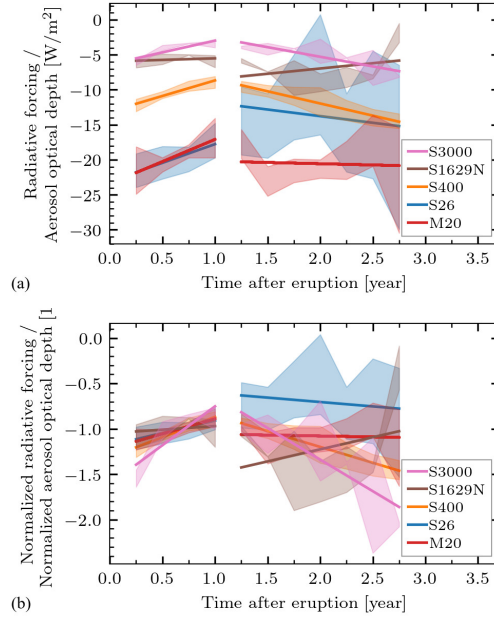 0
−5
−10
−15
−20
−25
−30
Radiative forcing /
Aerosol optical depth [W/m²]
S3000
S1629N
S400
S26
M20
0.0 0.5 1.0 1.5 2.0 2.5 3.0 3.5
Time after eruption [year]
(a)
0.0
−0.5
−1.0
−1.5
−2.0
Normalized radiative forcing /
Normalized aerosol optical depth [1
S3000
S1629N
S400
S26
M20
0.0 0.5 1.0 1.5 2.0 2.5 3.0 3.5
Time after eruption [year]
(b)